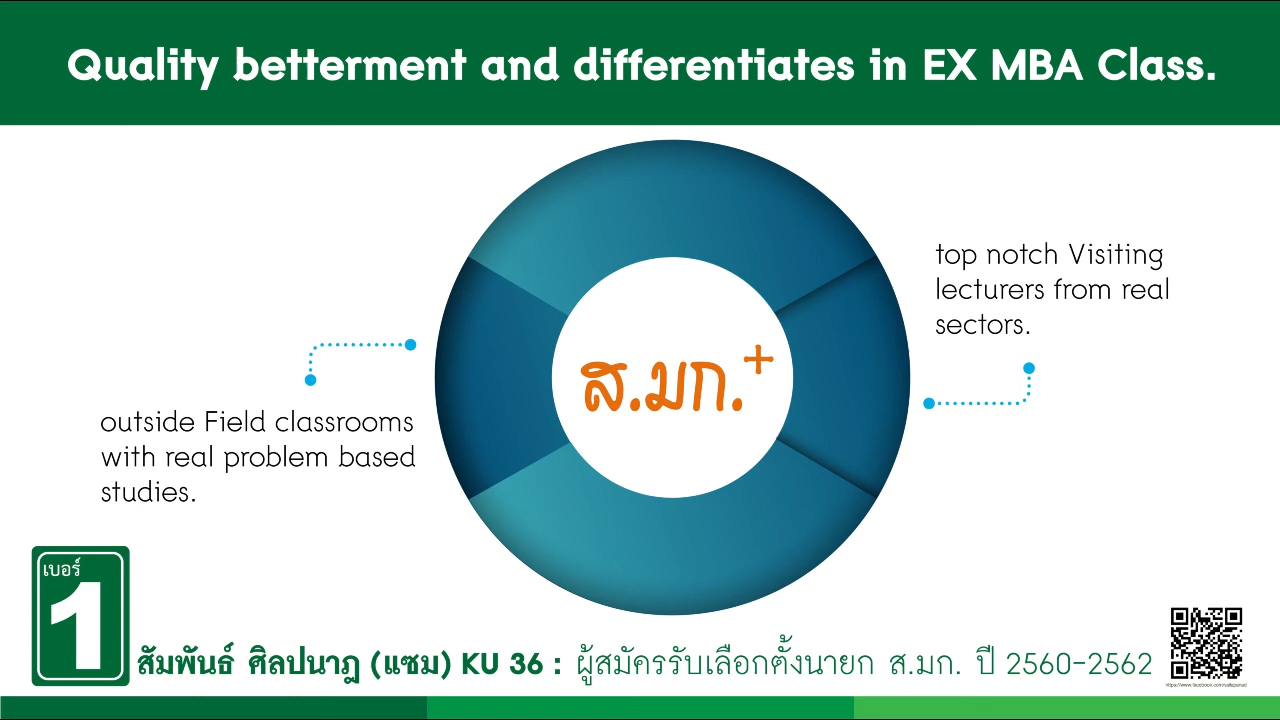 Quality betterment and differentiates in EX MBA Class.
top notch Visiting
lecturers from real
sectors.
ส.มก.+
outside Field classrooms
with real problem based
studies.
เบอร์
1
สัมพันธ์ ศิลปนาฎ (แซม) KU 36 : ผู้สมัครรับเลือกตั้งนายก ส.มก. ปี 2560-2562